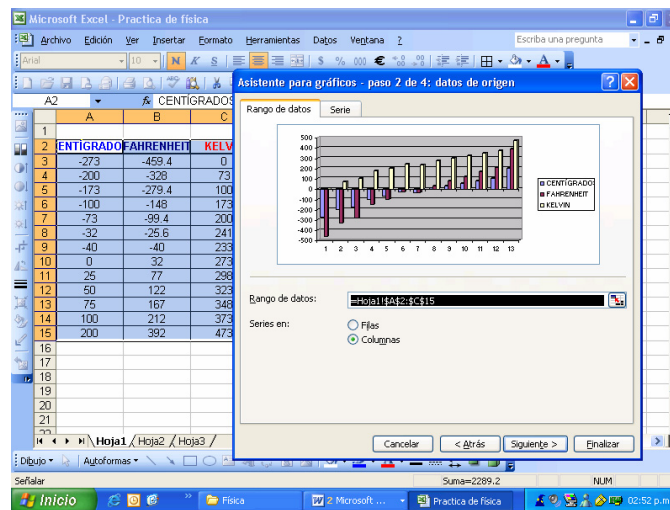 Microsoft Excel - Practica de física
Archivo Edición Ver Insertar Formato Herramientas Datos Ventana ? Escriba una pregunta
Arial 10 N K S $ % 000 €
A2 fx CENTÍGRADOS
A B C
1
2 ENTÌGRADO FAHRENHEIT KELV
3 -273 -459.4 0
4 -200 -328 73
5 -173 -279.4 100
6 -100 -148 173
7 -73 -99.4 200
8 -32 -25.6 241
9 -40 -40 233
10 0 32 273
11 25 77 298
12 50 122 323
13 75 167 348
14 100 212 373
15 200 392 473
16
17
18
19
20
21
22
Asistente para gráficos - paso 2 de 4: datos de origen
Rango de datos Serie
500
400
300
200
100
0
-100
-200
-300
-400
-500
1 2 3 4 5 6 7 8 9 10 11 12 13
CENTÍGRADO
FAHRENHEIT
KELVIN
Rango de datos: =Hoja1!$A$2:$C$15
Series en: Filas
Columnas
Cancelar < Atrás Siguiente > Finalizar
Hoja1 Hoja2 Hoja3
Dibujo Autoformas
Señalar Suma=2289.2 NUM
Inicio Física 2 Microsoft ... Practica de física 02:52 p.m.